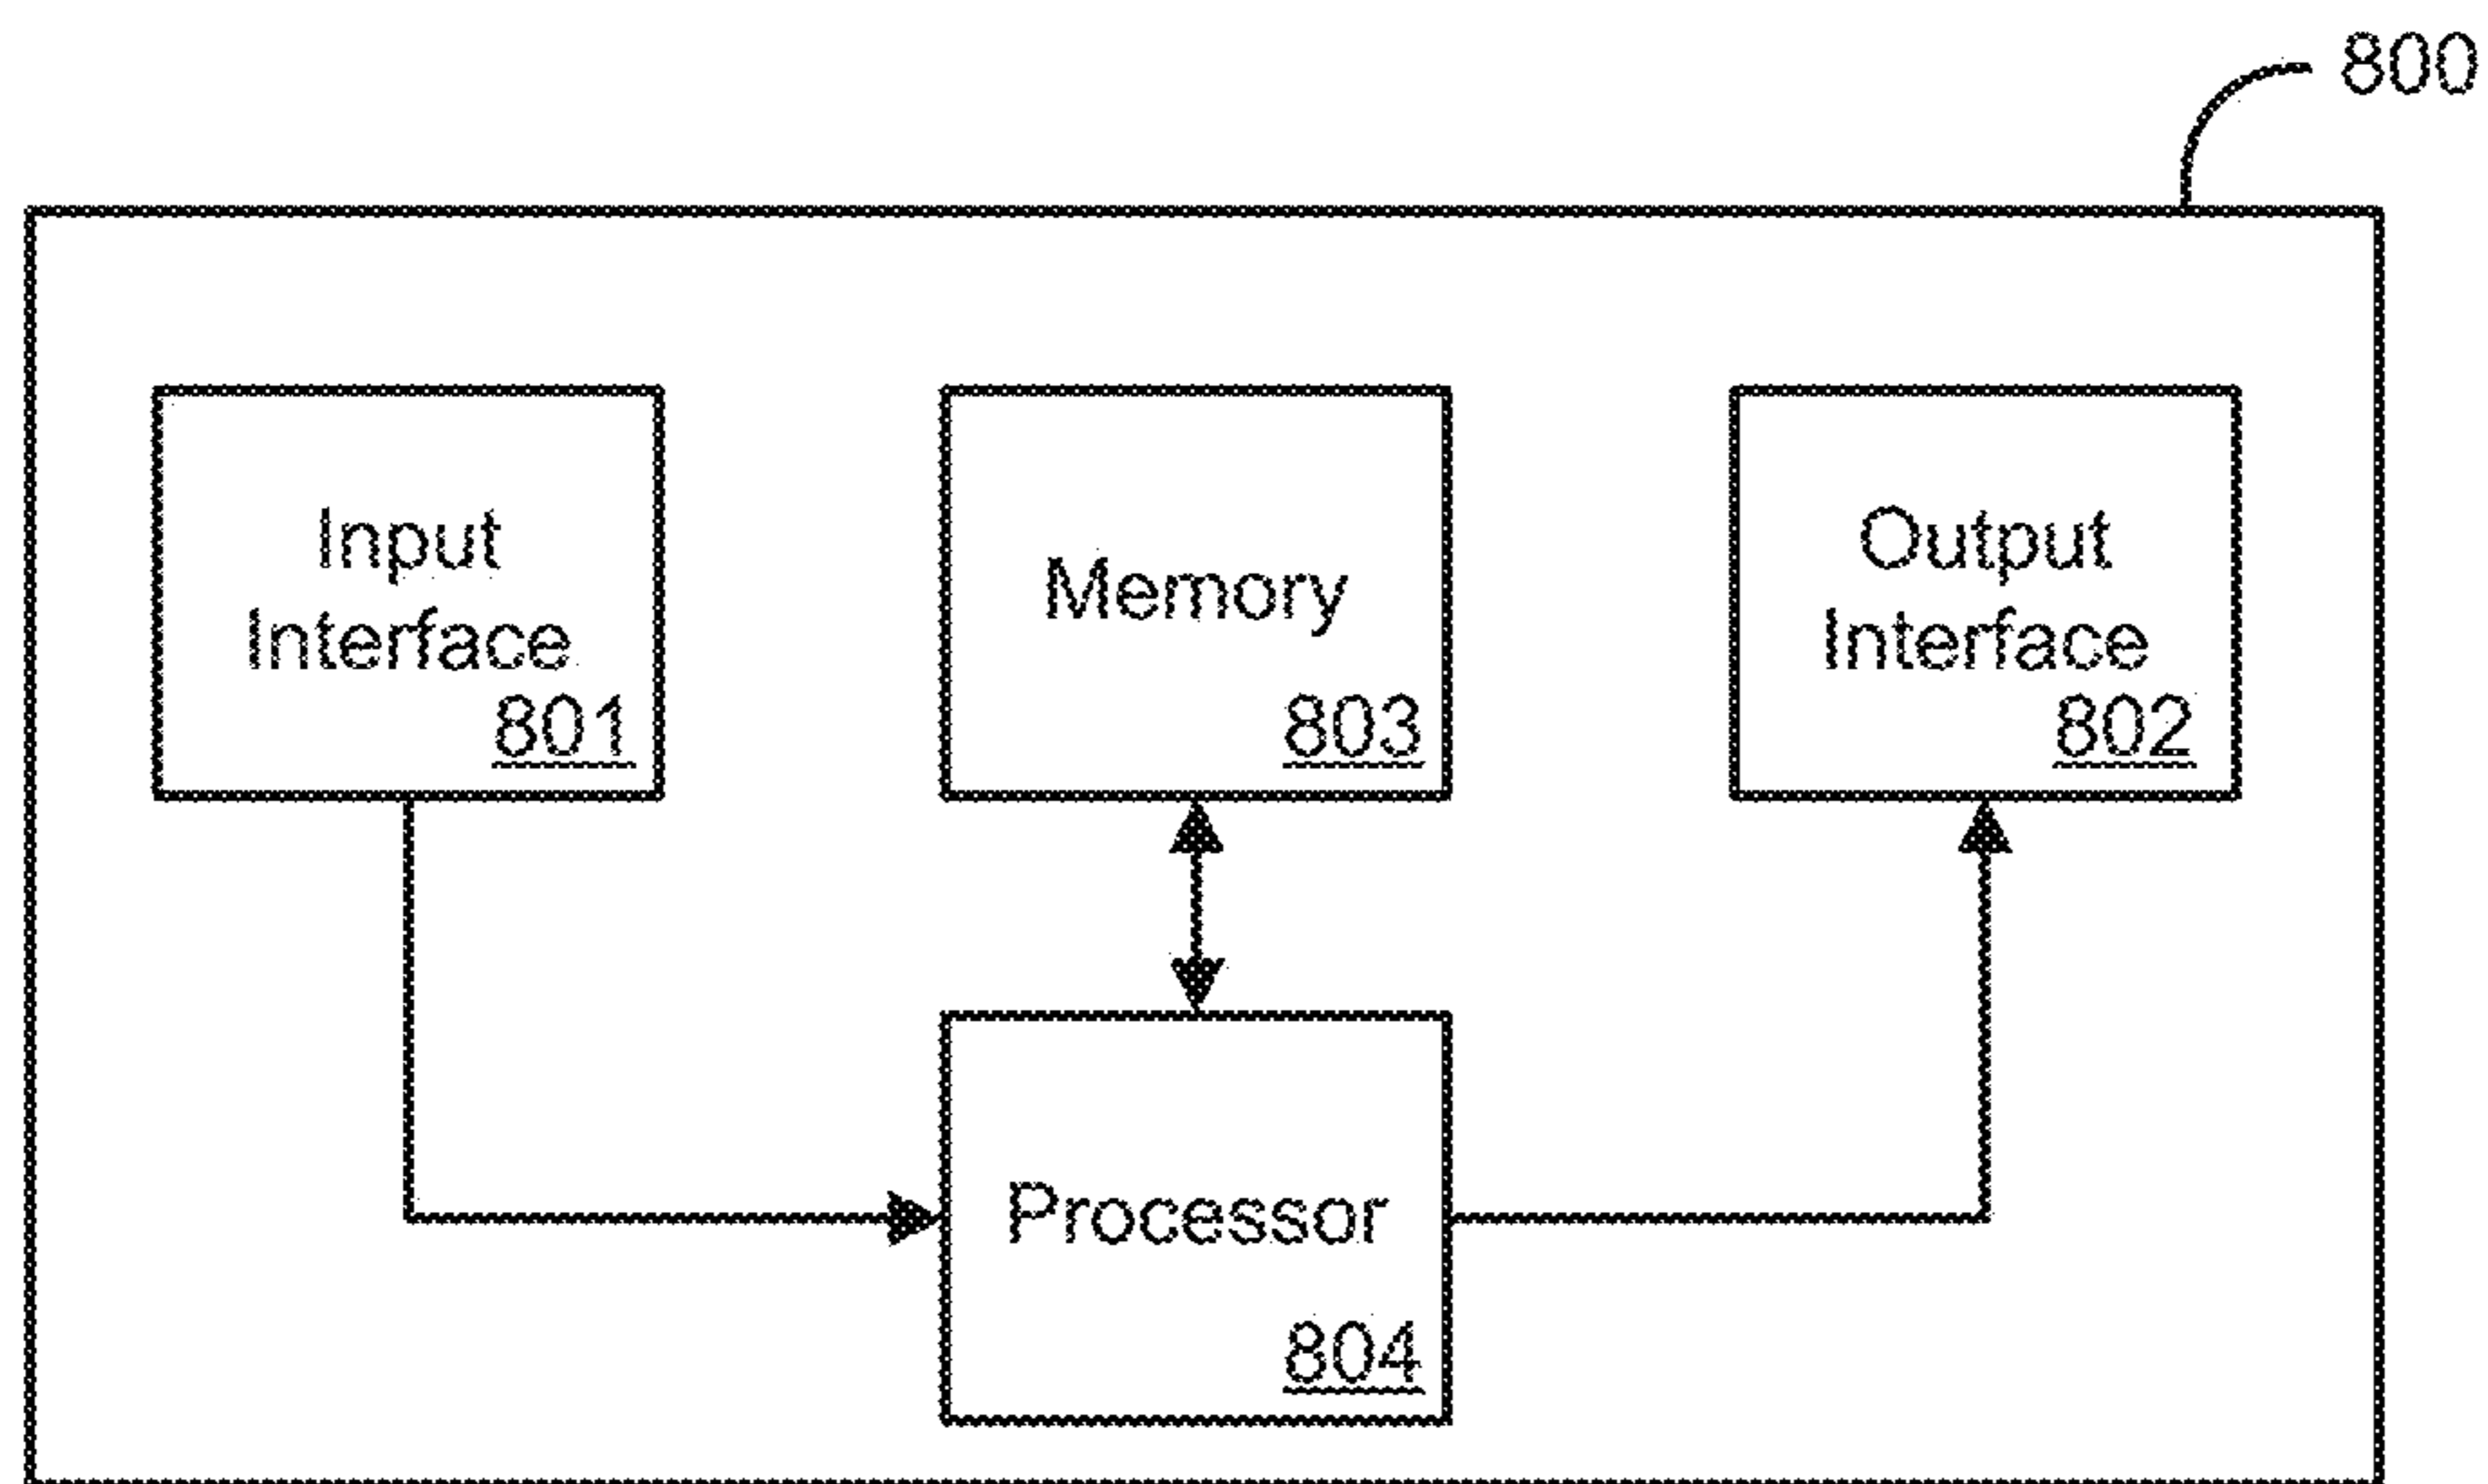 800
Input
Interface
801
Memory
803
Output
Interface
802
Processor
804